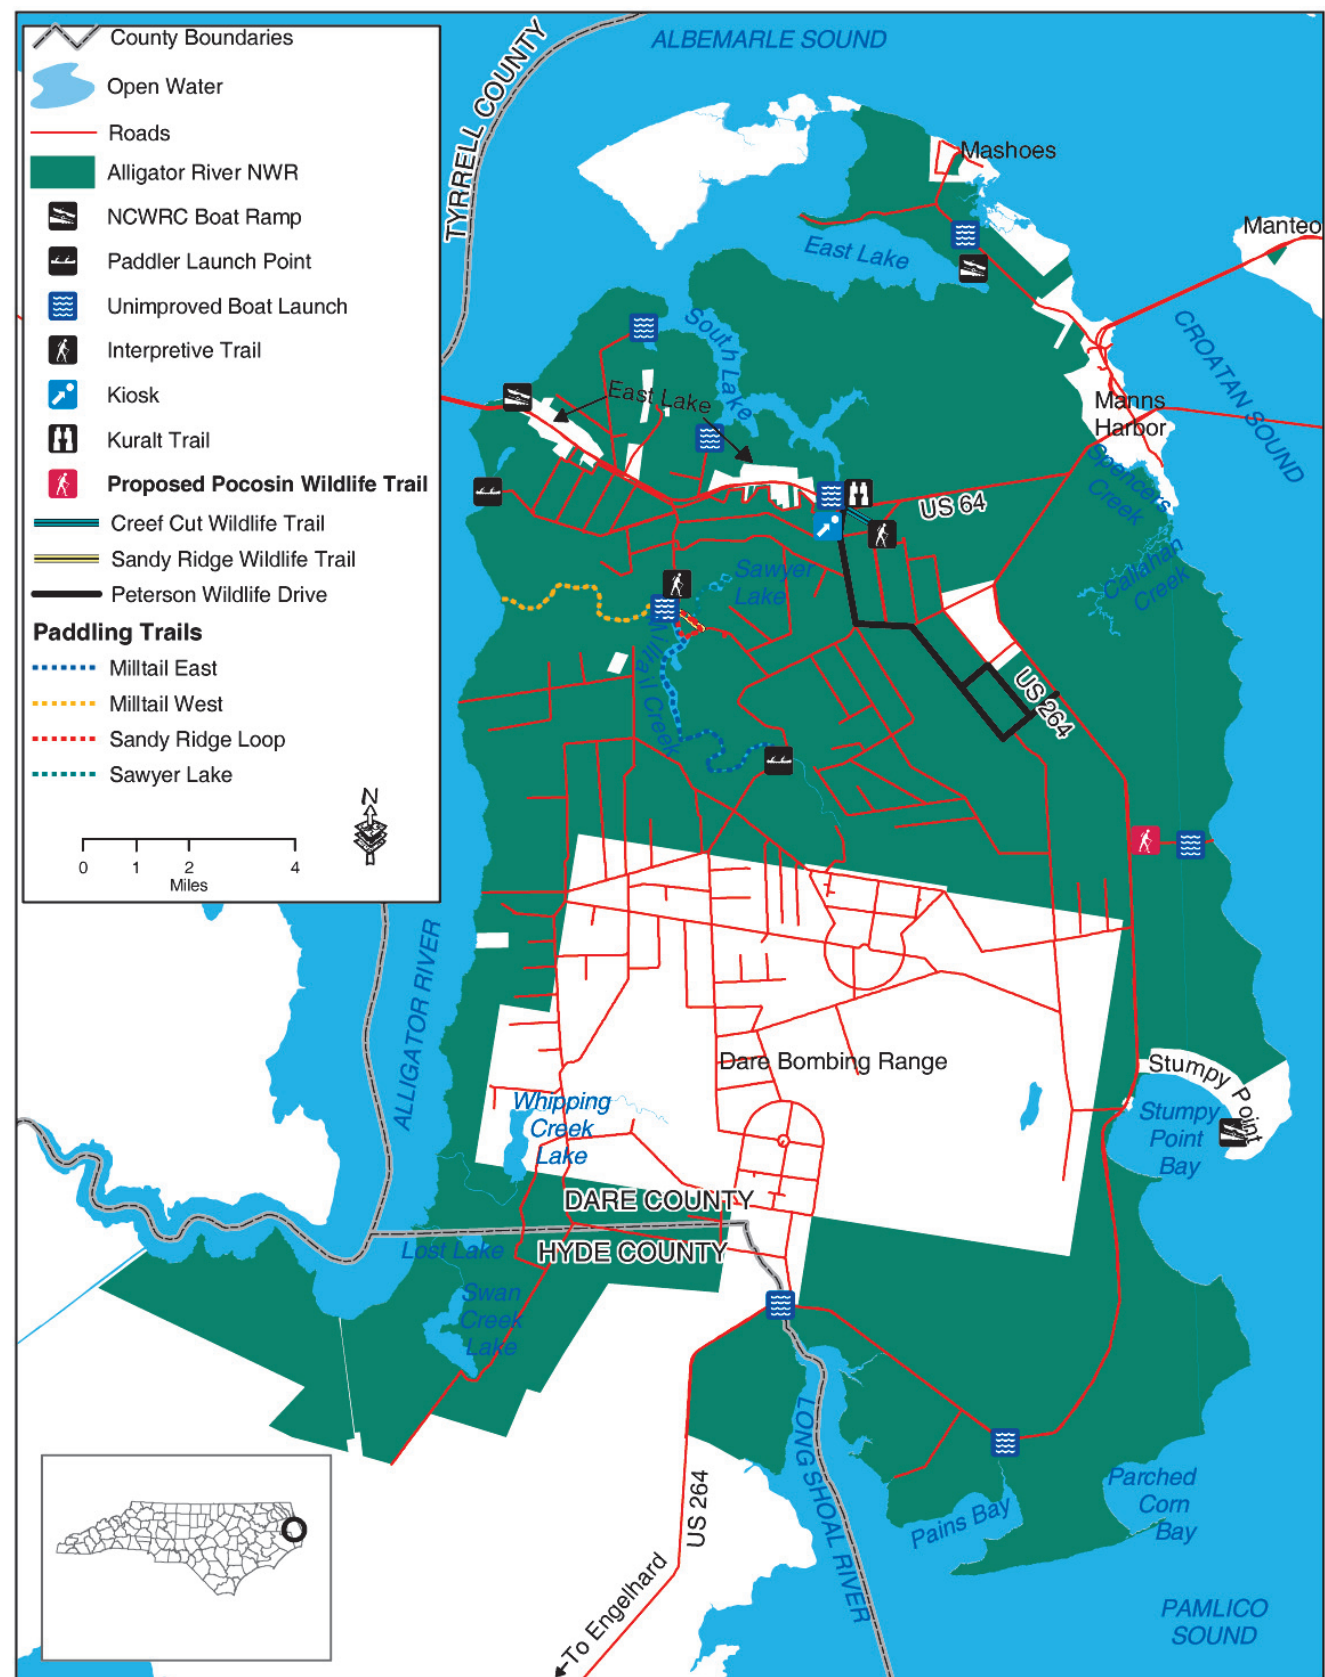 County Boundaries
Open Water
Roads
Alligator River NWR
NCWRC Boat Ramp
Paddler Launch Point
Unimproved Boat Launch
Interpretive Trail
Kiosk
Kuralt Trail
Proposed Pocosin Wildlife Trail
Creef Cut Wildlife Trail
Sandy Ridge Wildlife Trail
Peterson Wildlife Drive
Paddling Trails
Milltail East
Milltail West
Sandy Ridge Loop
Sawyer Lake
N
0 1 2 4
Miles
TYRRELL COUNTY
ALBEMARLE SOUND
Mashoes
Manteo
East Lake
CROATAN SOUND
South Lake
East Lake
Manns
Harbor
Spencers
Creek
US 64
Callahan
Creek
Sawyer
Lake
Milltail Creek
US 264
ALLIGATOR RIVER
Dare Bombing Range
Stumpy Point
Stumpy
Point
Bay
Whipping
Creek
Lake
DARE COUNTY
HYDE COUNTY
Lost Lake
Swan
Creek
Lake
LONG SHOAL RIVER
US 264
To Engelhard
Pains Bay
Parched
Corn
Bay
PAMLICO
SOUND